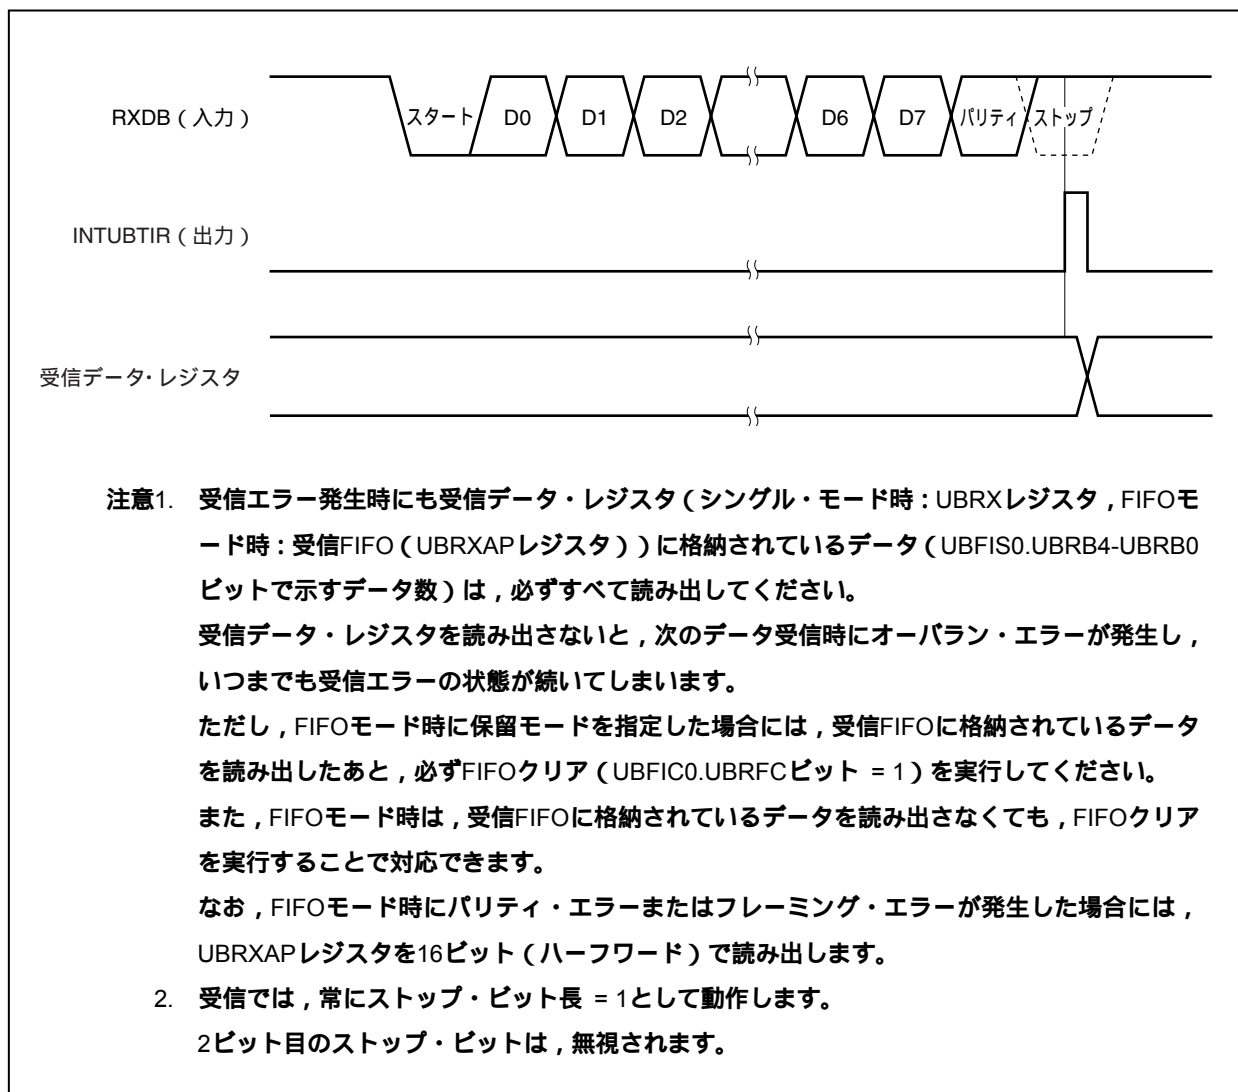 RXDB（入力）
スタート D0 D1 D2 D6 D7 パリティ ストップ
INTUBTIR（出力）
受信データ・レジスタ
注意1. 受信エラー発生時にも受信データ・レジスタ（シングル・モード時：UBRXレジスタ，FIFOモ
ード時：受信FIFO（UBRXAPレジスタ））に格納されているデータ（UBFIS0.UBRB4-UBRB0
ビットで示すデータ数）は，必ずすべて読み出してください。
受信データ・レジスタを読み出さないと，次のデータ受信時にオーバラン・エラーが発生し，
いつまでも受信エラーの状態が続いてしまいます。
ただし，FIFOモード時に保留モードを指定した場合には，受信FIFOに格納されているデータ
を読み出したあと，必ずFIFOクリア（UBFIC0.UBRFCビット = 1）を実行してください。
また，FIFOモード時は，受信FIFOに格納されているデータを読み出さなくても，FIFOクリア
を実行することで対応できます。
なお，FIFOモード時にパリティ・エラーまたはフレーミング・エラーが発生した場合には，
UBRXAPレジスタを16ビット（ハーフワード）で読み出します。
2. 受信では，常にストップ・ビット長 = 1として動作します。
2ビット目のストップ・ビットは，無視されます。